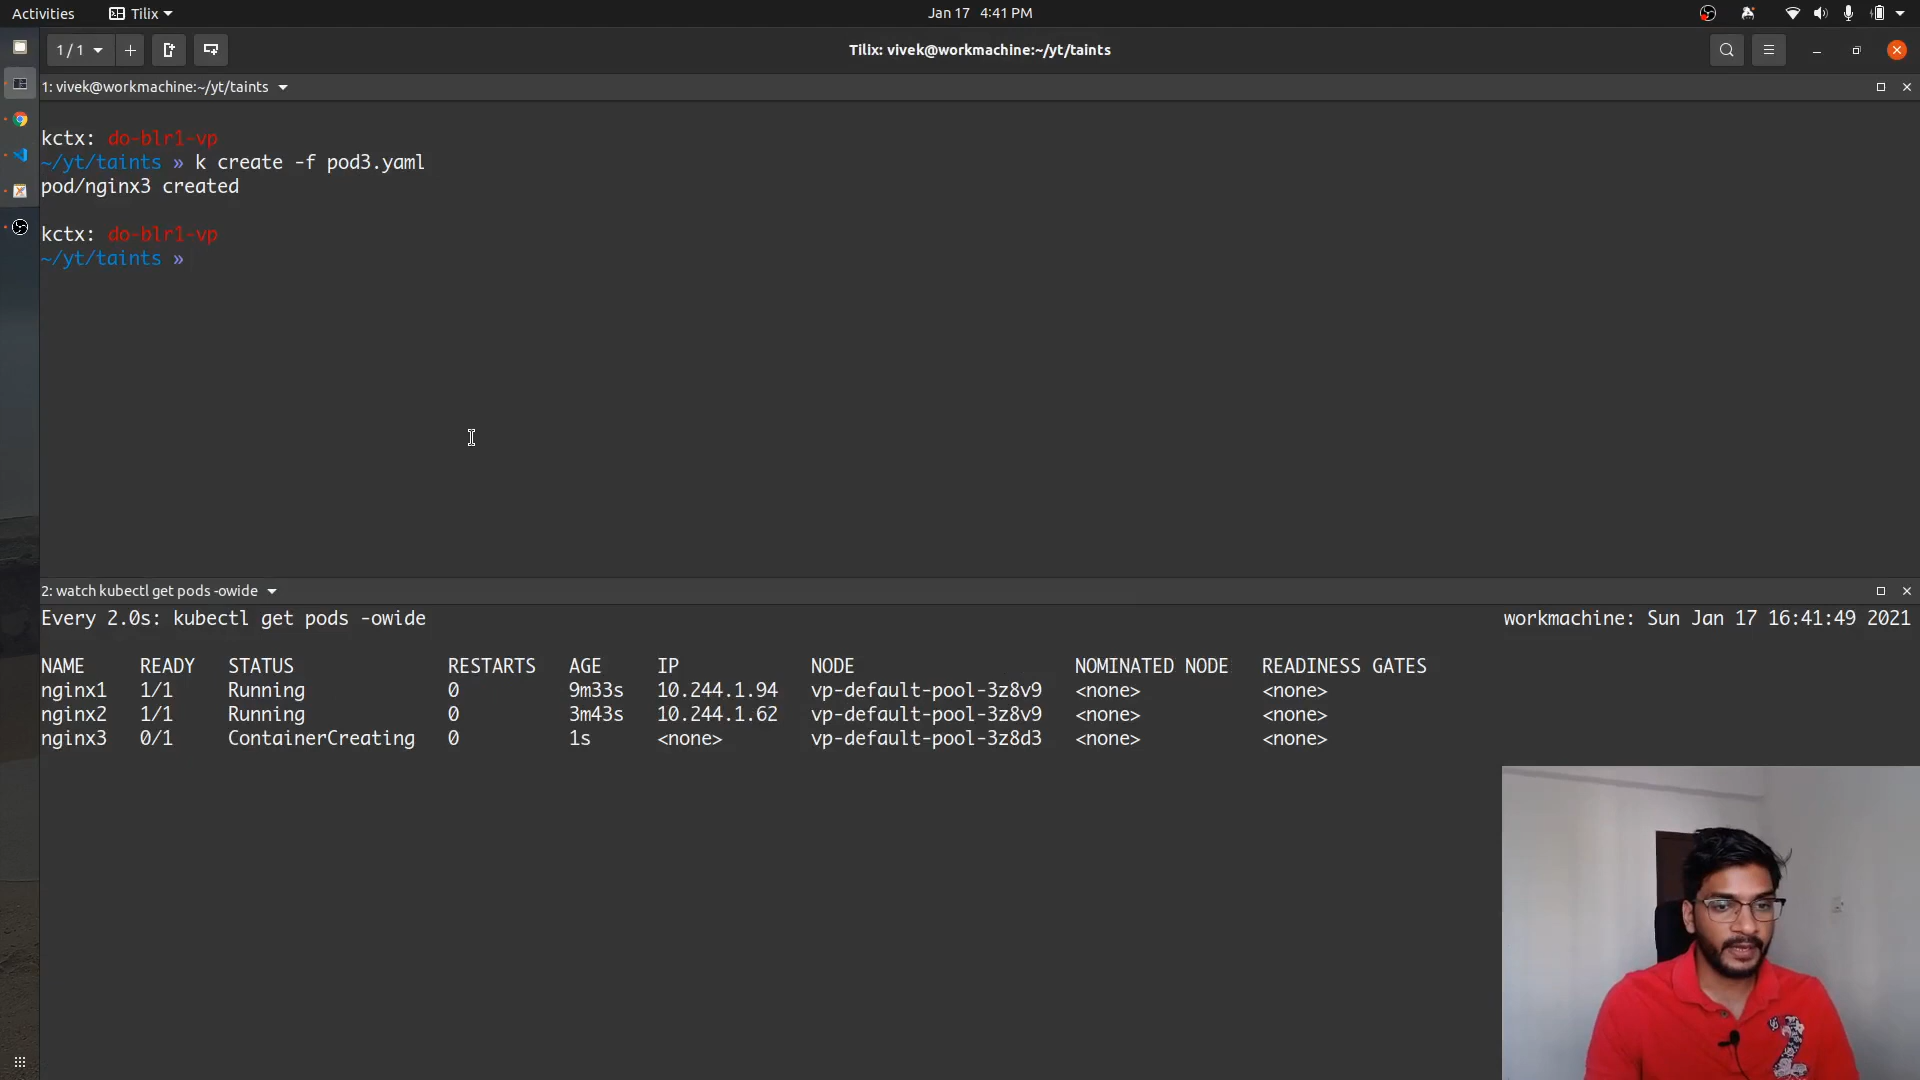 Activities Tilix Jan 17 4:41 PM
1 / 1 Tilix: vivek@workmachine:~/yt/taints
1: vivek@workmachine:~/yt/taints
kctx: do-blr1-vp
~/yt/taints » k create -f pod3.yaml
pod/nginx3 created
kctx: do-blr1-vp
~/yt/taints »
2: watch kubectl get pods -owide
Every 2.0s: kubectl get pods -owide workmachine: Sun Jan 17 16:41:49 2021
NAME READY STATUS RESTARTS AGE IP NODE NOMINATED NODE READINESS GATES
nginx1 1/1 Running 0 9m33s 10.244.1.94 vp-default-pool-3z8v9 <none> <none>
nginx2 1/1 Running 0 3m43s 10.244.1.62 vp-default-pool-3z8v9 <none> <none>
nginx3 0/1 ContainerCreating 0 1s <none> vp-default-pool-3z8d3 <none> <none>
2